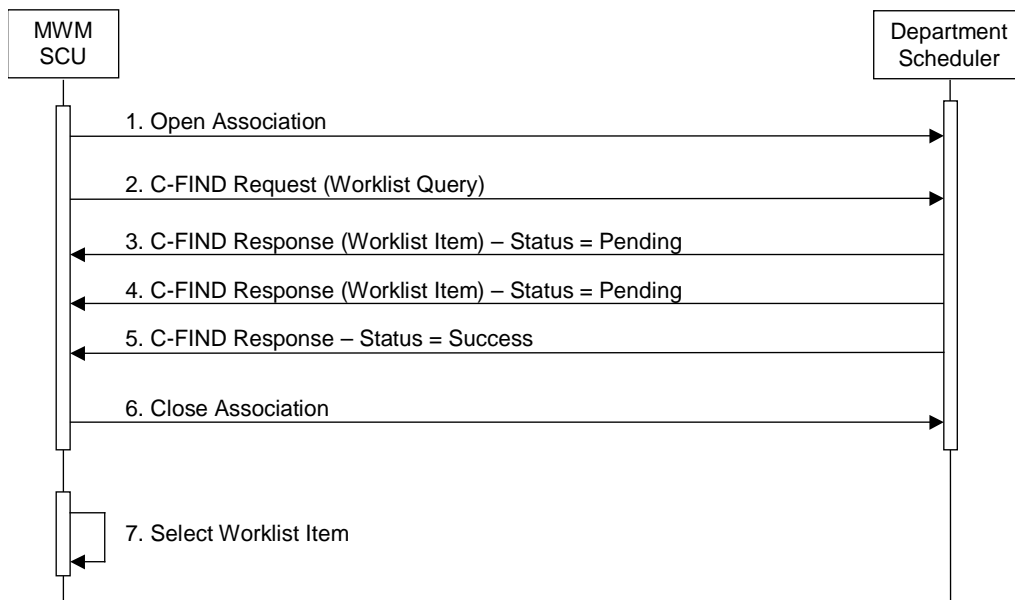 MWM
SCU
Department
Scheduler
1. Open Association
2. C-FIND Request (Worklist Query)
3. C-FIND Response (Worklist Item) – Status = Pending
4. C-FIND Response (Worklist Item) – Status = Pending
5. C-FIND Response – Status = Success
6. Close Association
7. Select Worklist Item